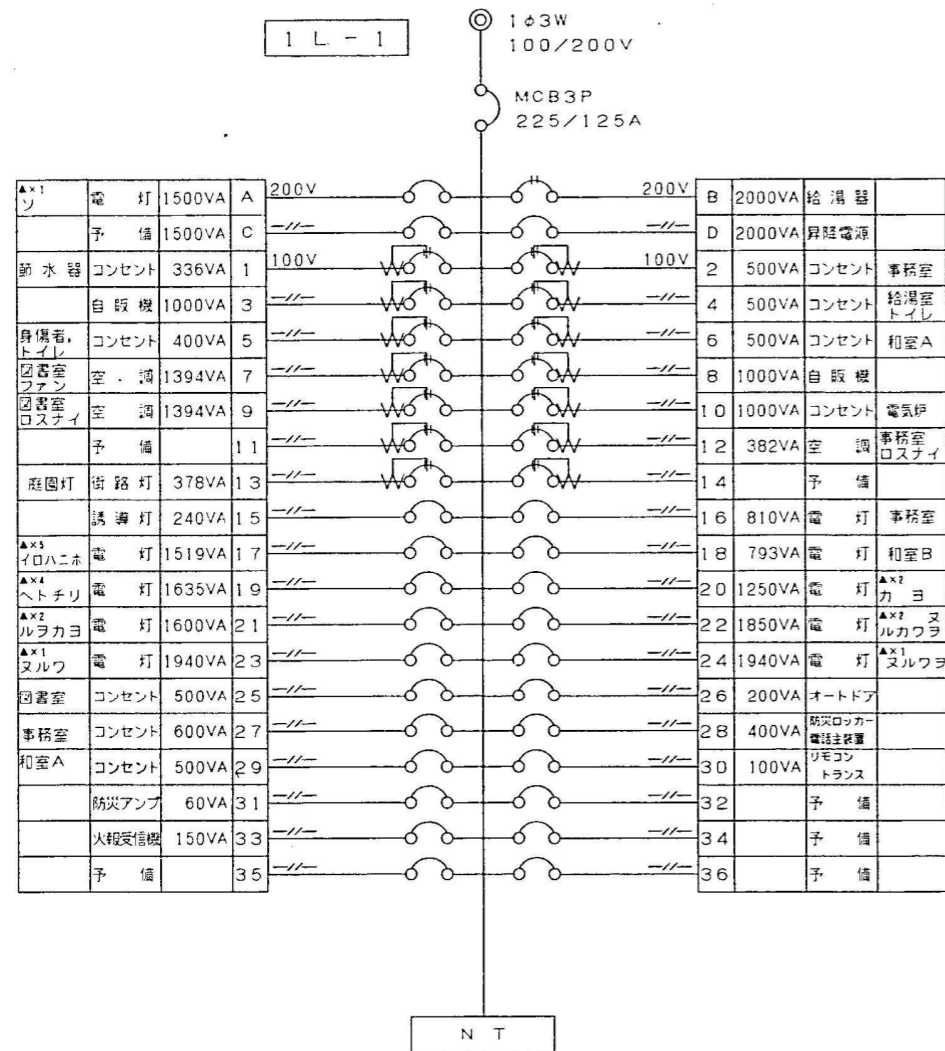 1L-1
1φ3W
100/200V
MCB3P
225/125A
▲×1 ソ 電灯 1500VA A 200V 200V B 2000VA 給湯器
予備 1500VA C -//- -//- D 2000VA 昇降電源
節水器 コンセント 336VA 1 100V 100V 2 500VA コンセント 事務室
自販機 1000VA 3 -//- -//- 4 500VA コンセント 給湯室 トイレ
身傷者,トイレ コンセント 400VA 5 -//- -//- 6 500VA コンセント 和室A
図書室 ファン 空.調 1394VA 7 -//- -//- 8 1000VA 自販機
図書室 ロスナイ 空調 1394VA 9 -//- -//- 10 1000VA コンセント 電気炉
予備 11 -//- -//- 12 382VA 空調 事務室 ロスナイ
庭園灯 街路灯 378VA 13 -//- -//- 14 予備
誘導灯 240VA 15 -//- -//- 16 810VA 電灯 事務室
▲×5 イロハニホ 電灯 1519VA 17 -//- -//- 18 793VA 電灯 和室B
▲×4 ヘトチリ 電灯 1635VA 19 -//- -//- 20 1250VA 電灯 ▲×2 カヨ
▲×2 ルヲカヨ 電灯 1600VA 21 -//- -//- 22 1850VA 電灯 ▲×2 ヌ ルカワヲ
▲×1 ヌルワ 電灯 1940VA 23 -//- -//- 24 1940VA 電灯 ▲×1 ヌルワヲ
図書室 コンセント 500VA 25 -//- -//- 26 200VA オートドア
事務室 コンセント 600VA 27 -//- -//- 28 400VA 防災ロッカー 電話主装置
和室A コンセント 500VA 29 -//- -//- 30 100VA リモコン トランス
防災アンプ 60VA 31 -//- -//- 32 予備
火報受信機 150VA 33 -//- -//- 34 予備
予備 35 -//- -//- 36 予備
NT